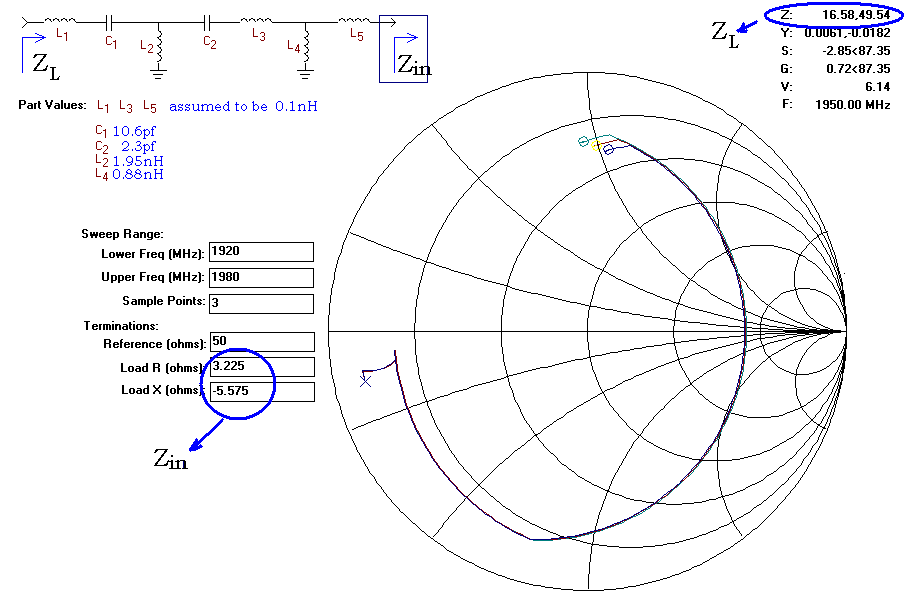 L1 C1 L2 C2 L3 L4 L5
ZL Zin
Part Values: L1 L3 L5 assumed to be 0.1nH
C1 10.6pf
C2 2.3pf
L2 1.95nH
L4 0.88nH
ZL
Z: 16.58,49.54
Y: 0.0061,-0.0182
S: -2.85<87.35
G: 0.72<87.35
V: 6.14
F: 1950.00 MHz
Sweep Range:
Lower Freq (MHz): 1920
Upper Freq (MHz): 1980
Sample Points: 3
Terminations:
Reference (ohms): 50
Load R (ohms) 3.225
Load X (ohms) -5.575
Zin